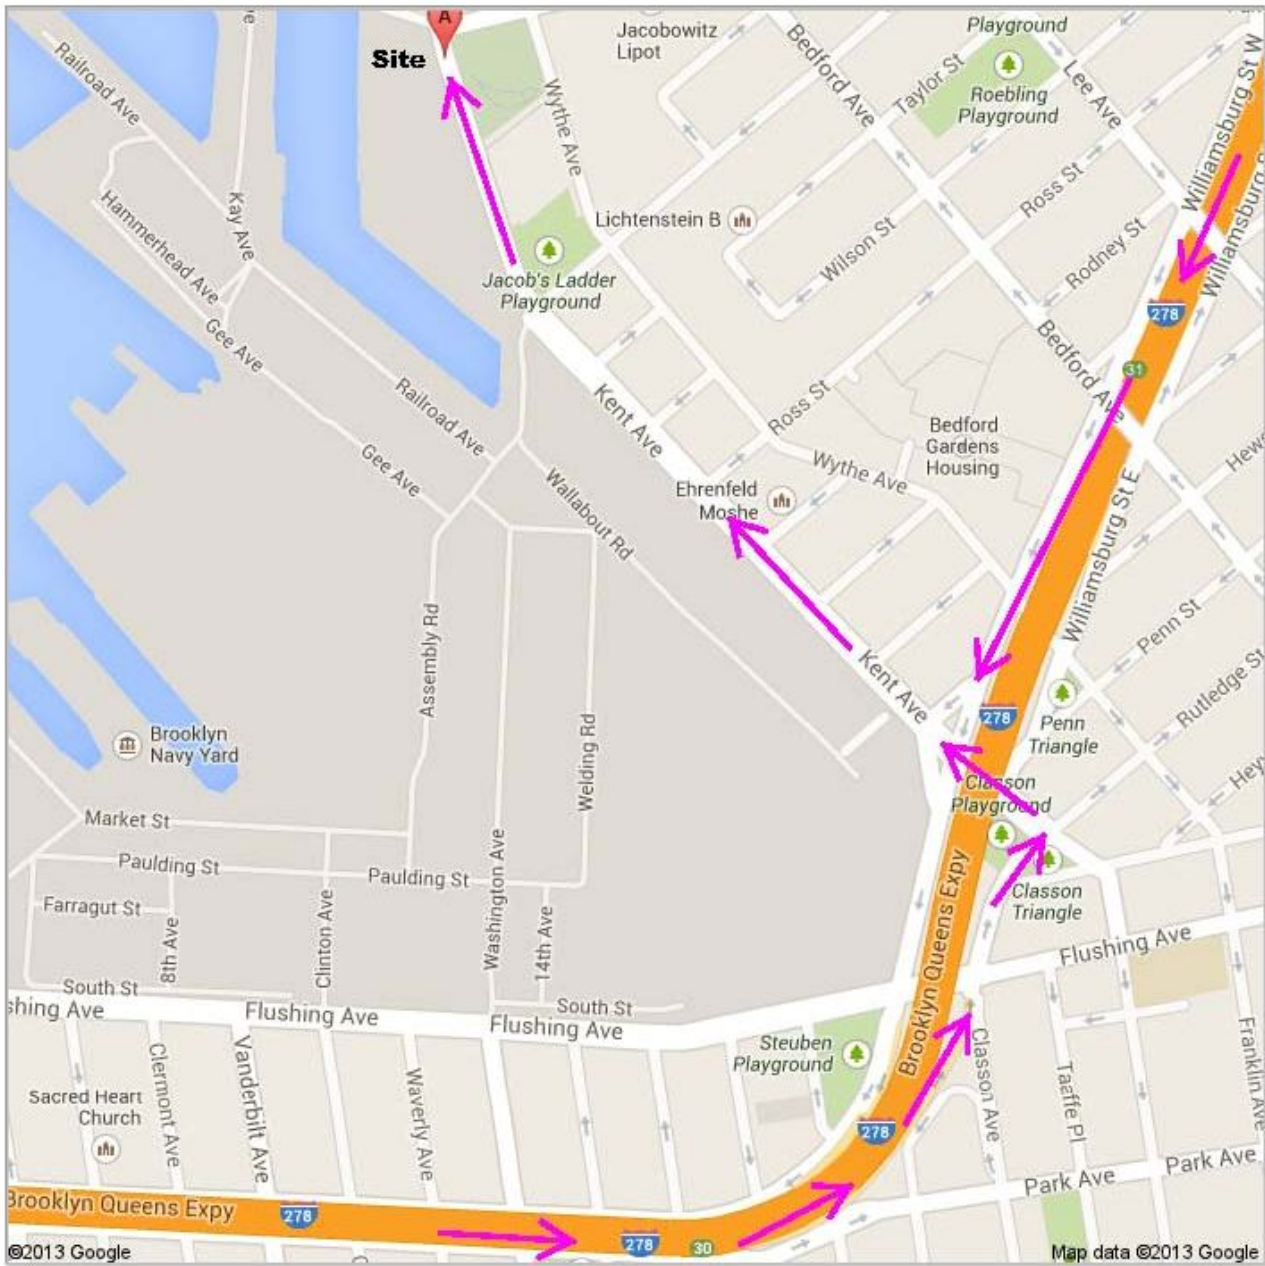 A
Site
Jacobowitz
Lipot
Playground
Bedford Ave
Taylor St
Roebling
Playground
Lee Ave
Williamsburg St W
Railroad Ave
Wythe Ave
Ross St
Hammerhead Ave
Kay Ave
Lichtenstein B
Wilson St
Rodney St
Jacob's Ladder
Playground
278
31
Gee Ave
Railroad Ave
Kent Ave
Ross St
Bedford Ave
Bedford
Gardens
Housing
Wythe Ave
Gee Ave
Ehrenfeld
Moshe
Wallabout Rd
Williamsburg St E
Penn St
Rutledge St
Assembly Rd
Kent Ave
278
Penn
Triangle
Brooklyn
Navy Yard
Welding Rd
Classon
Playground
Market St
Paulding St
Paulding St
Washington Ave
Classon
Triangle
Farragut St
8th Ave
Clinton Ave
14th Ave
Brooklyn Queens Expy
Flushing Ave
South St
South St
shing Ave
Flushing Ave
Flushing Ave
Steuben
Playground
Classon Ave
Taaffe Pl
Franklin Ave
Sacred Heart
Church
Clermont Ave
Vanderbilt Ave
Waverly Ave
278
Park Ave
Park Ave
Brooklyn Queens Expy
278
278
30
©2013 Google
Map data ©2013 Google